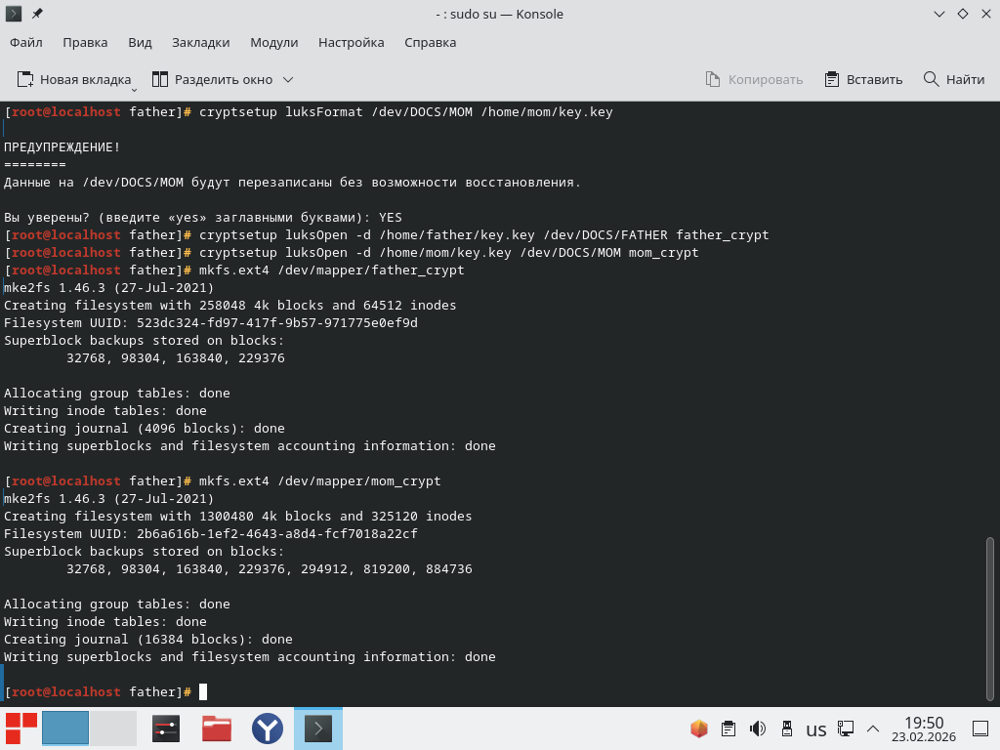 - : sudo su — Konsole
Файл Правка Вид Закладки Модули Настройка Справка
Новая вкладка Разделить окно Копировать Вставить Найти
[root@localhost father]# cryptsetup luksFormat /dev/DOCS/MOM /home/mom/key.key
ПРЕДУПРЕЖДЕНИЕ!
========
Данные на /dev/DOCS/MOM будут перезаписаны без возможности восстановления.
Вы уверены? (введите «yes» заглавными буквами): YES
[root@localhost father]# cryptsetup luksOpen -d /home/father/key.key /dev/DOCS/FATHER father_crypt
[root@localhost father]# cryptsetup luksOpen -d /home/mom/key.key /dev/DOCS/MOM mom_crypt
[root@localhost father]# mkfs.ext4 /dev/mapper/father_crypt
mke2fs 1.46.3 (27-Jul-2021)
Creating filesystem with 258048 4k blocks and 64512 inodes
Filesystem UUID: 523dc324-fd97-417f-9b57-971775e0ef9d
Superblock backups stored on blocks:
32768, 98304, 163840, 229376
Allocating group tables: done
Writing inode tables: done
Creating journal (4096 blocks): done
Writing superblocks and filesystem accounting information: done
[root@localhost father]# mkfs.ext4 /dev/mapper/mom_crypt
mke2fs 1.46.3 (27-Jul-2021)
Creating filesystem with 1300480 4k blocks and 325120 inodes
Filesystem UUID: 2b6a616b-1ef2-4643-a8d4-fcf7018a22cf
Superblock backups stored on blocks:
32768, 98304, 163840, 229376, 294912, 819200, 884736
Allocating group tables: done
Writing inode tables: done
Creating journal (16384 blocks): done
Writing superblocks and filesystem accounting information: done
[root@localhost father]#
us
19:50
23.02.2026